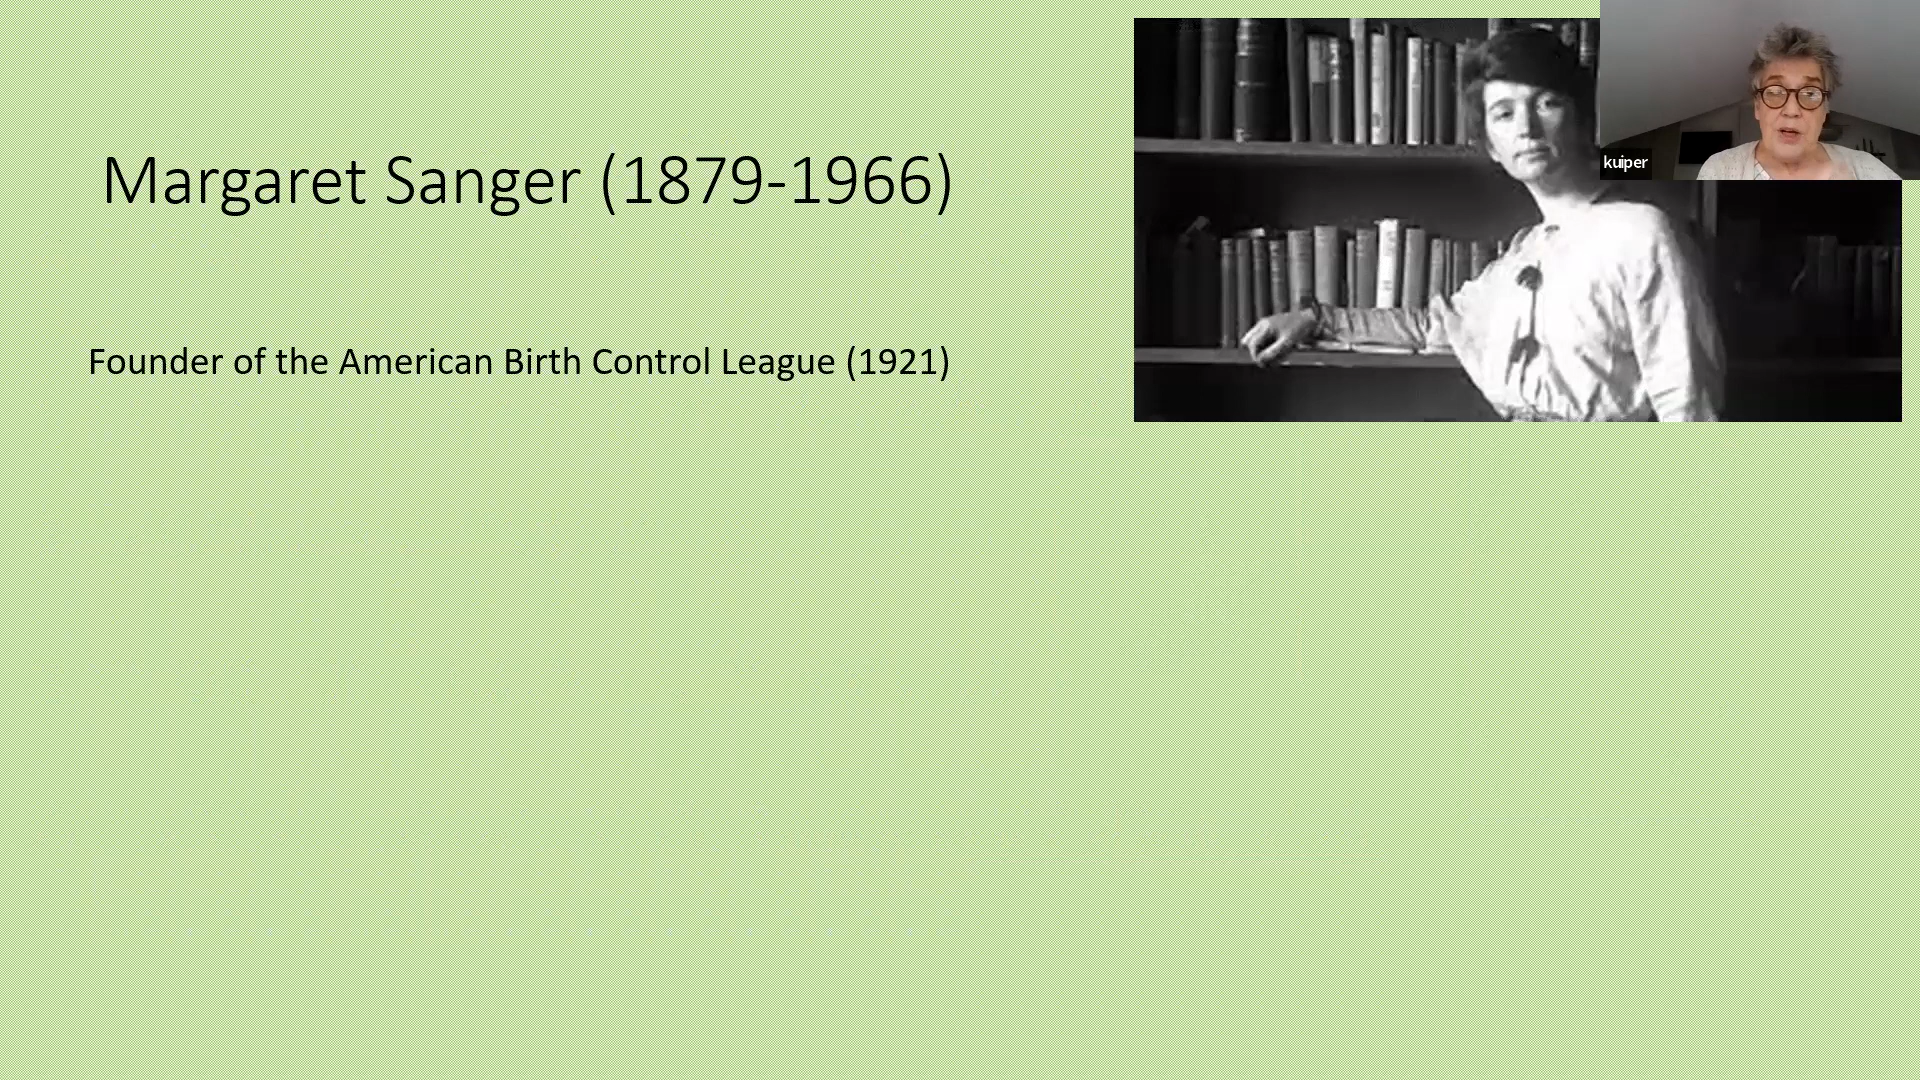 Margaret Sanger (1879-1966)
kuiper
Founder of the American Birth Control League (1921)